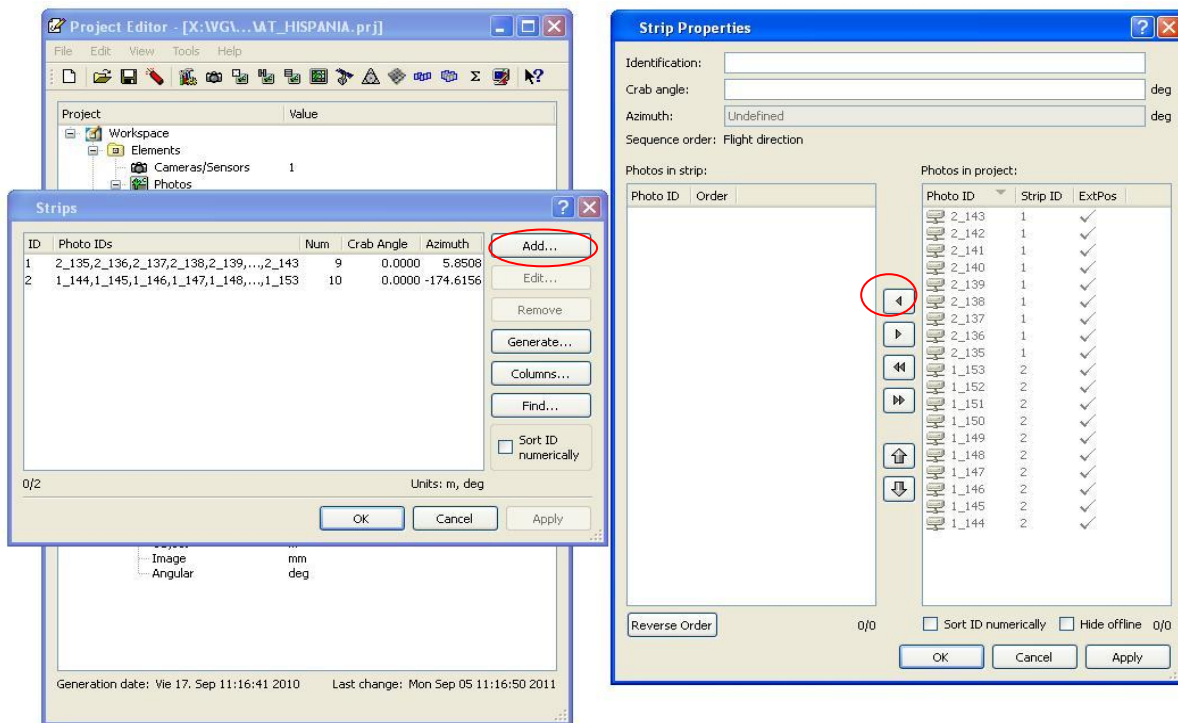 Project Editor - [X:\WG\...\AT_HISPANIA.prj]
File Edit View Tools Help
Project Value
Workspace
Elements
Cameras/Sensors 1
Photos
Strips
ID Photo IDs Num Crab Angle Azimuth
1 2_135,2_136,2_137,2_138,2_139,...,2_143 9 0.0000 5.8508
2 1_144,1_145,1_146,1_147,1_148,...,1_153 10 0.0000 -174.6156
Add...
Edit...
Remove
Generate...
Columns...
Find...
Sort ID
numerically
0/2 Units: m, deg
OK Cancel Apply
Image mm
Angular deg
Generation date: Vie 17. Sep 11:16:41 2010 Last change: Mon Sep 05 11:16:50 2011
Strip Properties
Identification:
Crab angle: deg
Azimuth: Undefined deg
Sequence order: Flight direction
Photos in strip: Photos in project:
Photo ID Order
Photo ID Strip ID ExtPos
2_143 1
2_142 1
2_141 1
2_140 1
2_139 1
2_138 1
2_137 1
2_136 1
2_135 1
1_153 2
1_152 2
1_151 2
1_150 2
1_149 2
1_148 2
1_147 2
1_146 2
1_145 2
1_144 2
Reverse Order 0/0 Sort ID numerically Hide offline 0/0
OK Cancel Apply